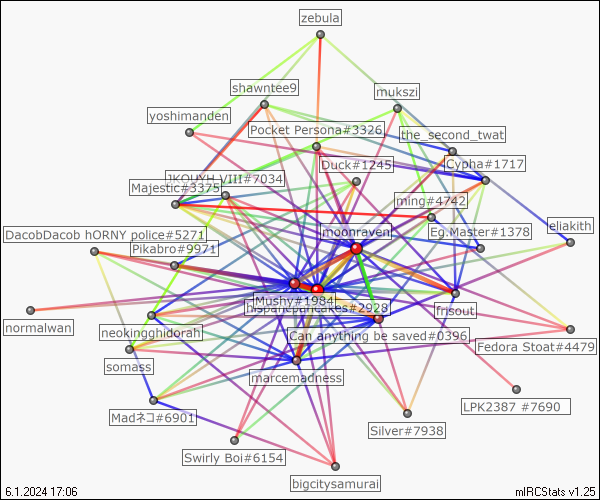 zebula
shawntee9
mukszi
yoshimanden
Pocket Persona#3326
the_second_twat
Duck#1245
Cypha#1717
VIII#7034
Majestic#3375
ming#4742
moonraven
Eg.Master#1378
eliakith
DacobDacob hORNY police#5271
Pikabro#9971
Mushy#1984
hispanicpancakes#2928
frisout
normalwan
neokingghidorah
Can anything be saved#0396
Fedora Stoat#4479
somass
marcemadness
LPK2387 #7690
Madネコ#6901
Silver#7938
Swirly Boi#6154
bigcitysamurai
6.1.2024 17:06
mIRCStats v1.25